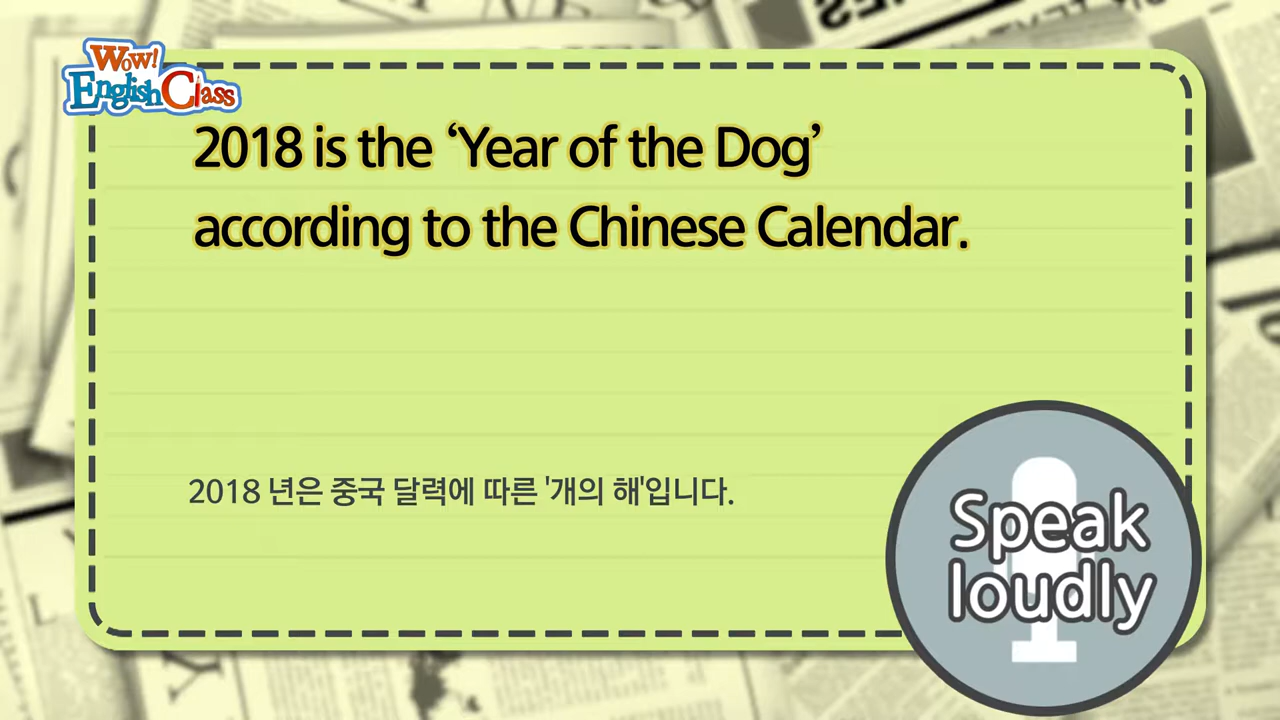 Wow!
English Class
2018 is the ‘Year of the Dog’
according to the Chinese Calendar.
2018 년은 중국 달력에 따른 '개의 해'입니다.
Speak
loudly